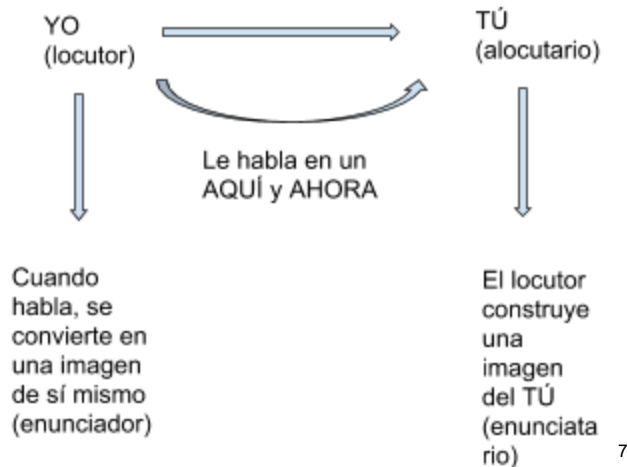 YO
(locutor)
TÚ
(alocutario)
Le habla en un
AQUÍ y AHORA
Cuando
habla, se
convierte en
una imagen
de sí mismo
(enunciador)
El locutor
construye
una
imagen
del TÚ
(enunciata
rio)
7